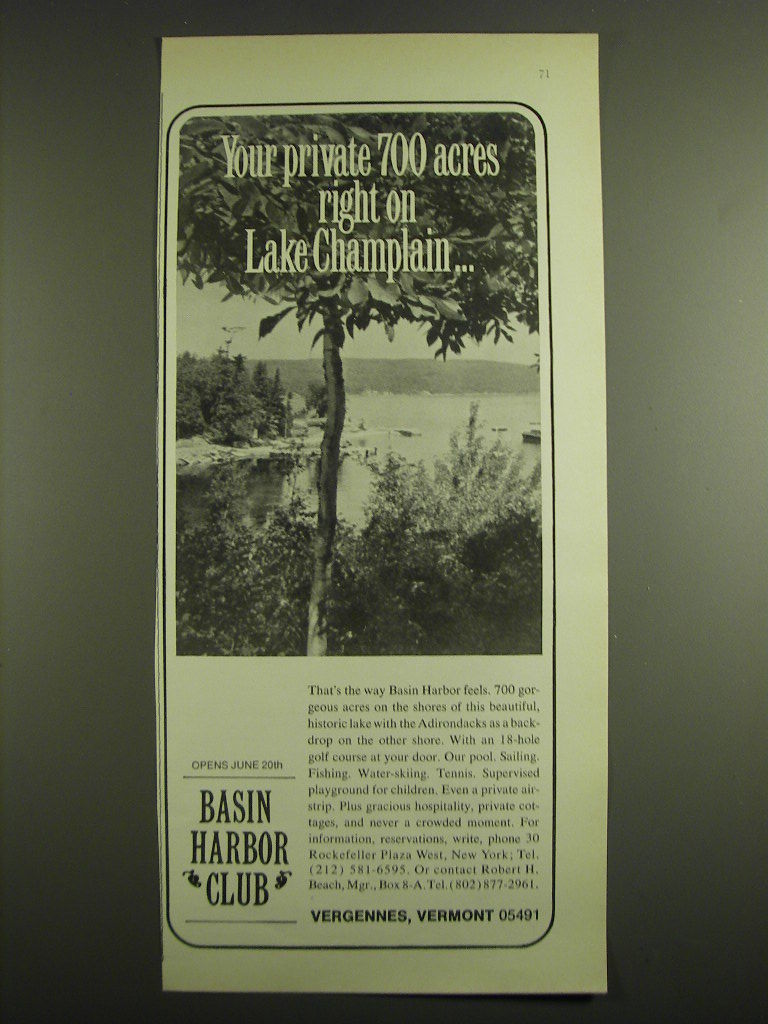 71
Your private 700 acres
right on
Lake Champlain...
That's the way Basin Harbor feels. 700 gor-
geous acres on the shores of this beautiful,
historic lake with the Adirondacks as a back-
drop on the other shore. With an 18-hole
golf course at your door. Our pool. Sailing.
Fishing. Water-skiing. Tennis. Supervised
playground for children. Even a private air-
strip. Plus gracious hospitality, private cot-
tages, and never a crowded moment. For
information, reservations, write, phone 30
Rockefeller Plaza West, New York; Tel.
(212) 581-6595. Or contact Robert H.
Beach, Mgr., Box 8-A. Tel. (802) 877-2961.
OPENS JUNE 20th
BASIN
HARBOR
CLUB
VERGENNES, VERMONT 05491